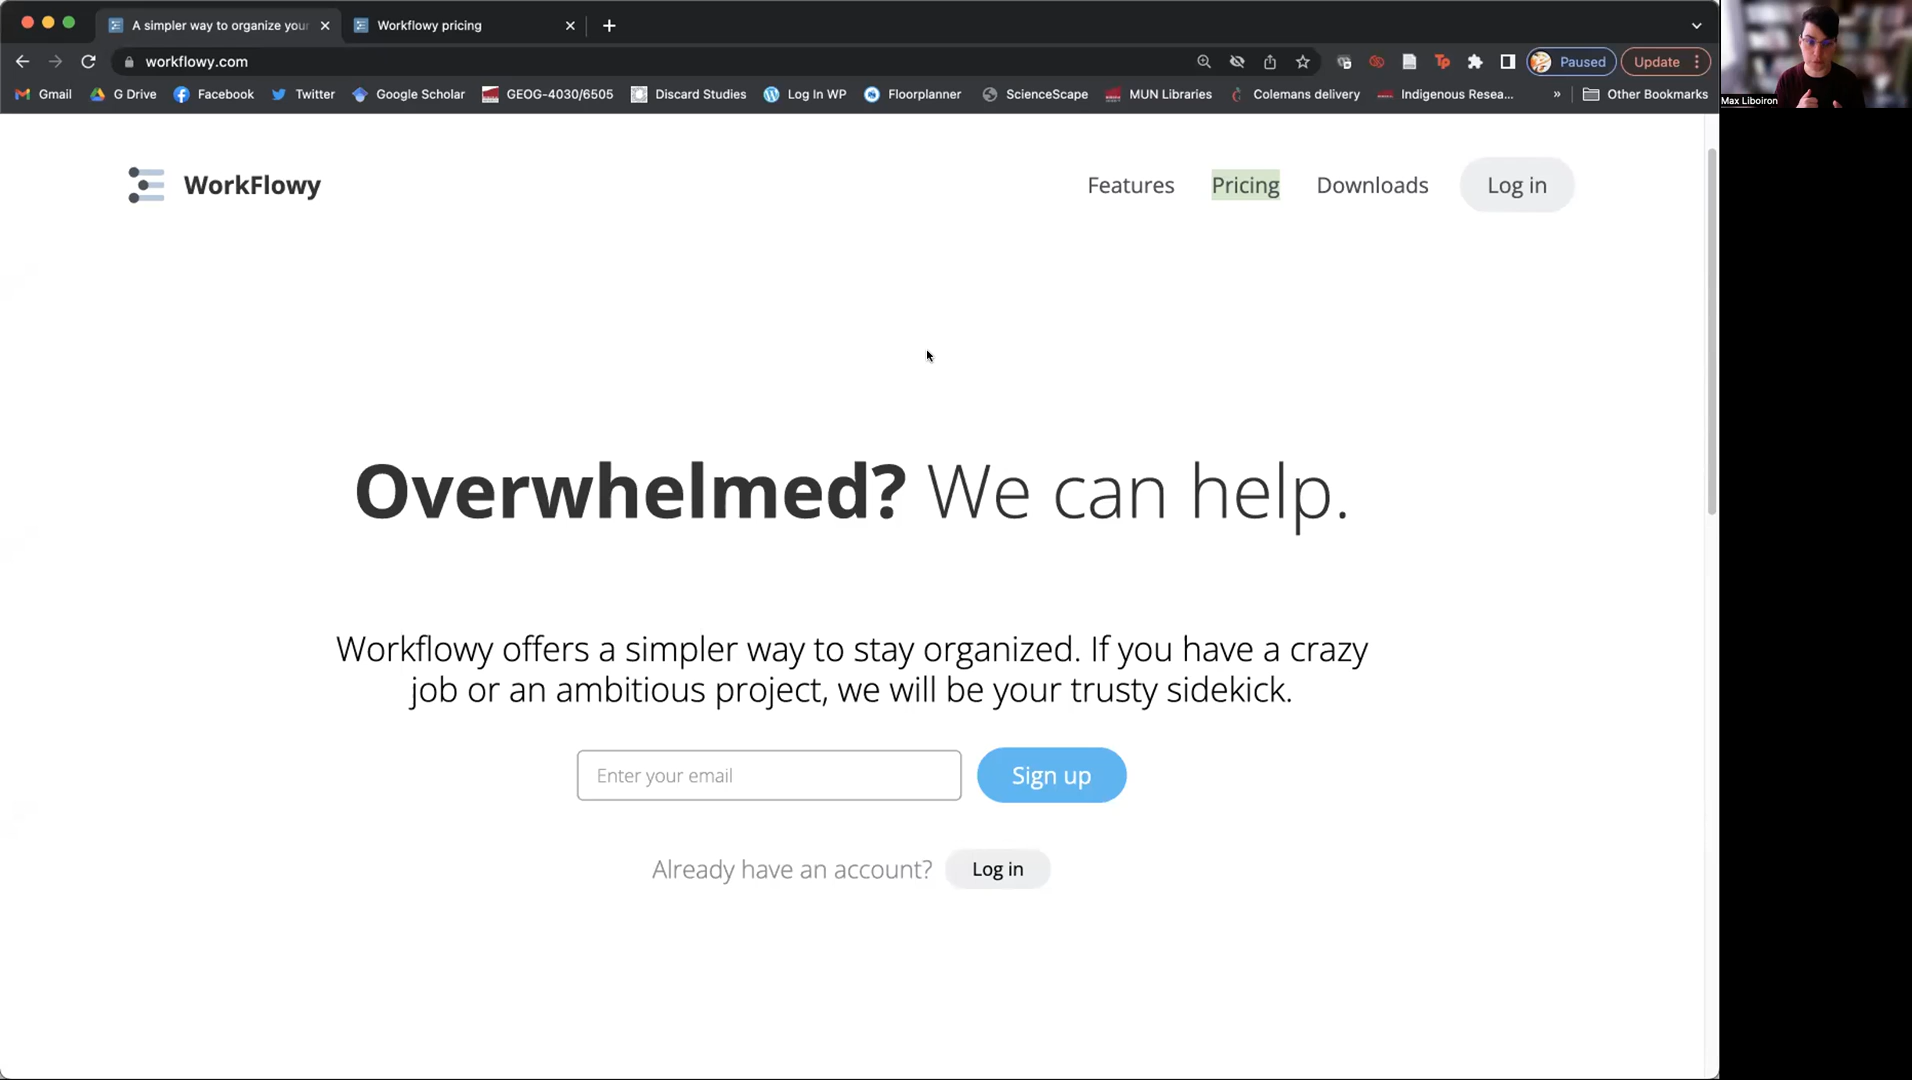 A simpler way to organize your
Workflowy pricing
workflowy.com
Paused
Update
Gmail
G Drive
Facebook
Twitter
Google Scholar
GEOG-4030/6505
Discard Studies
Log In WP
Floorplanner
ScienceScape
MUN Libraries
Colemans delivery
Indigenous Resea...
»
Other Bookmarks
Max Liboiron
WorkFlowy
Features
Pricing
Downloads
Log in
Overwhelmed? We can help.
Workflowy offers a simpler way to stay organized. If you have a crazy
job or an ambitious project, we will be your trusty sidekick.
Enter your email
Sign up
Already have an account?
Log in